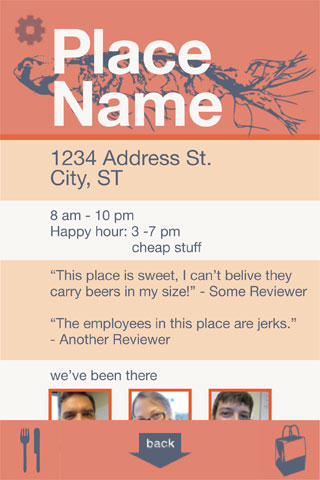 Place
Name
1234 Address St.
City, ST
8 am - 10 pm
Happy hour: 3 -7 pm
cheap stuff
“This place is sweet, I can’t belive they
carry beers in my size!” - Some Reviewer
“The employees in this place are jerks.”
- Another Reviewer
we’ve been there
back